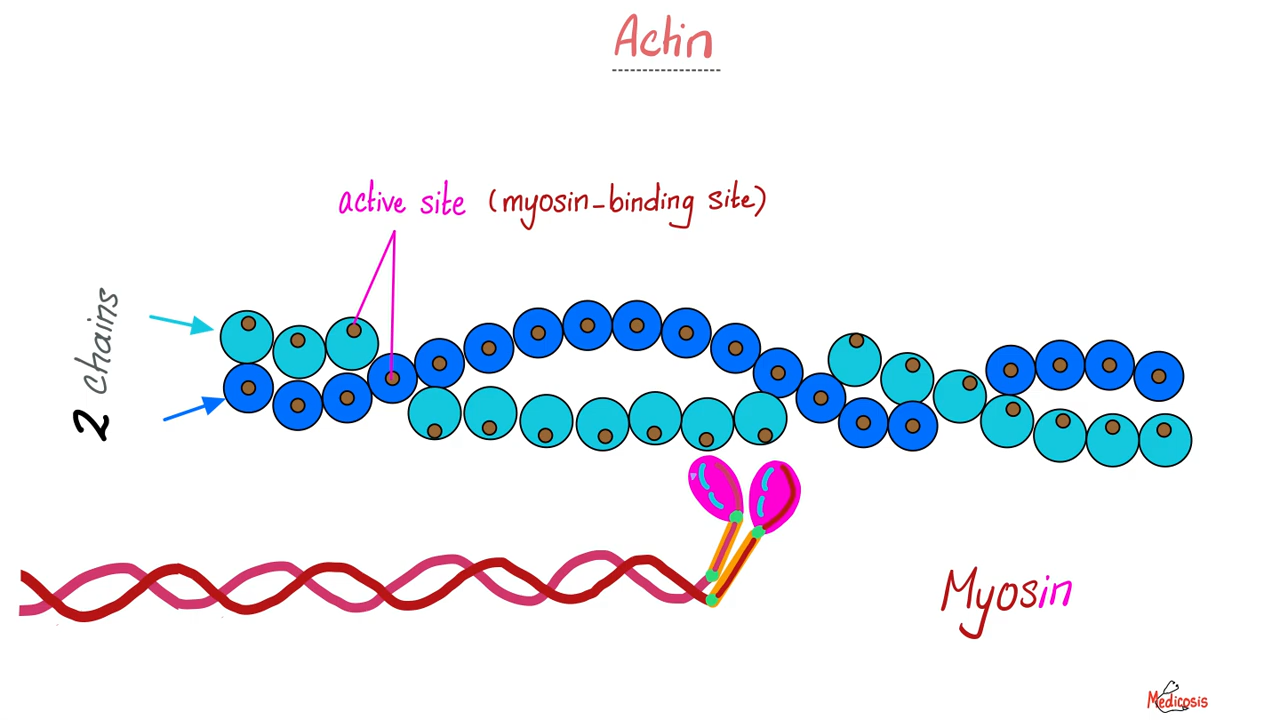 Actin
active site (myosin-binding site)
2 chains
Myosin
Medicosis